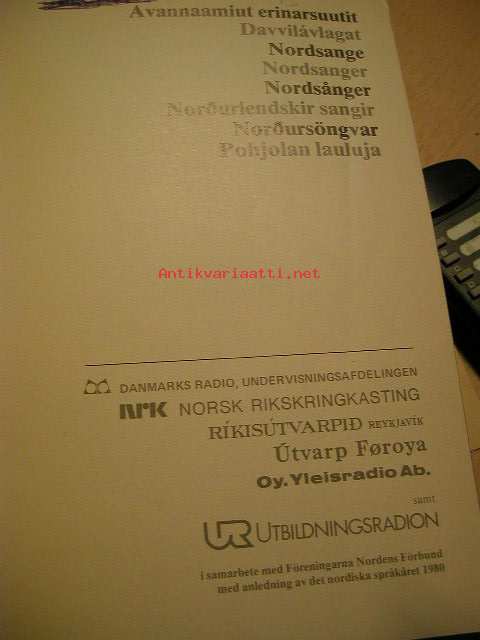 Avannaamiut erinarsuutit
Davvilávlagat
Nordsange
Nordsanger
Nordsånger
Norðurlendskir sangir
Norðursöngvar
Pohjolan lauluja
Antikvariaatti.net
DANMARKS RADIO, UNDERVISNINGSAFDELINGEN
NRK NORSK RIKSKRINGKASTING
RÍKISÚTVARPIÐ REYKJAVÍK
Útvarp Føroya
Oy. Yleisradio Ab.
samt
UR UTBILDNINGSRADION
i samarbete med Föreningarna Nordens Förbund
med anledning av det nordiska språkåret 1980